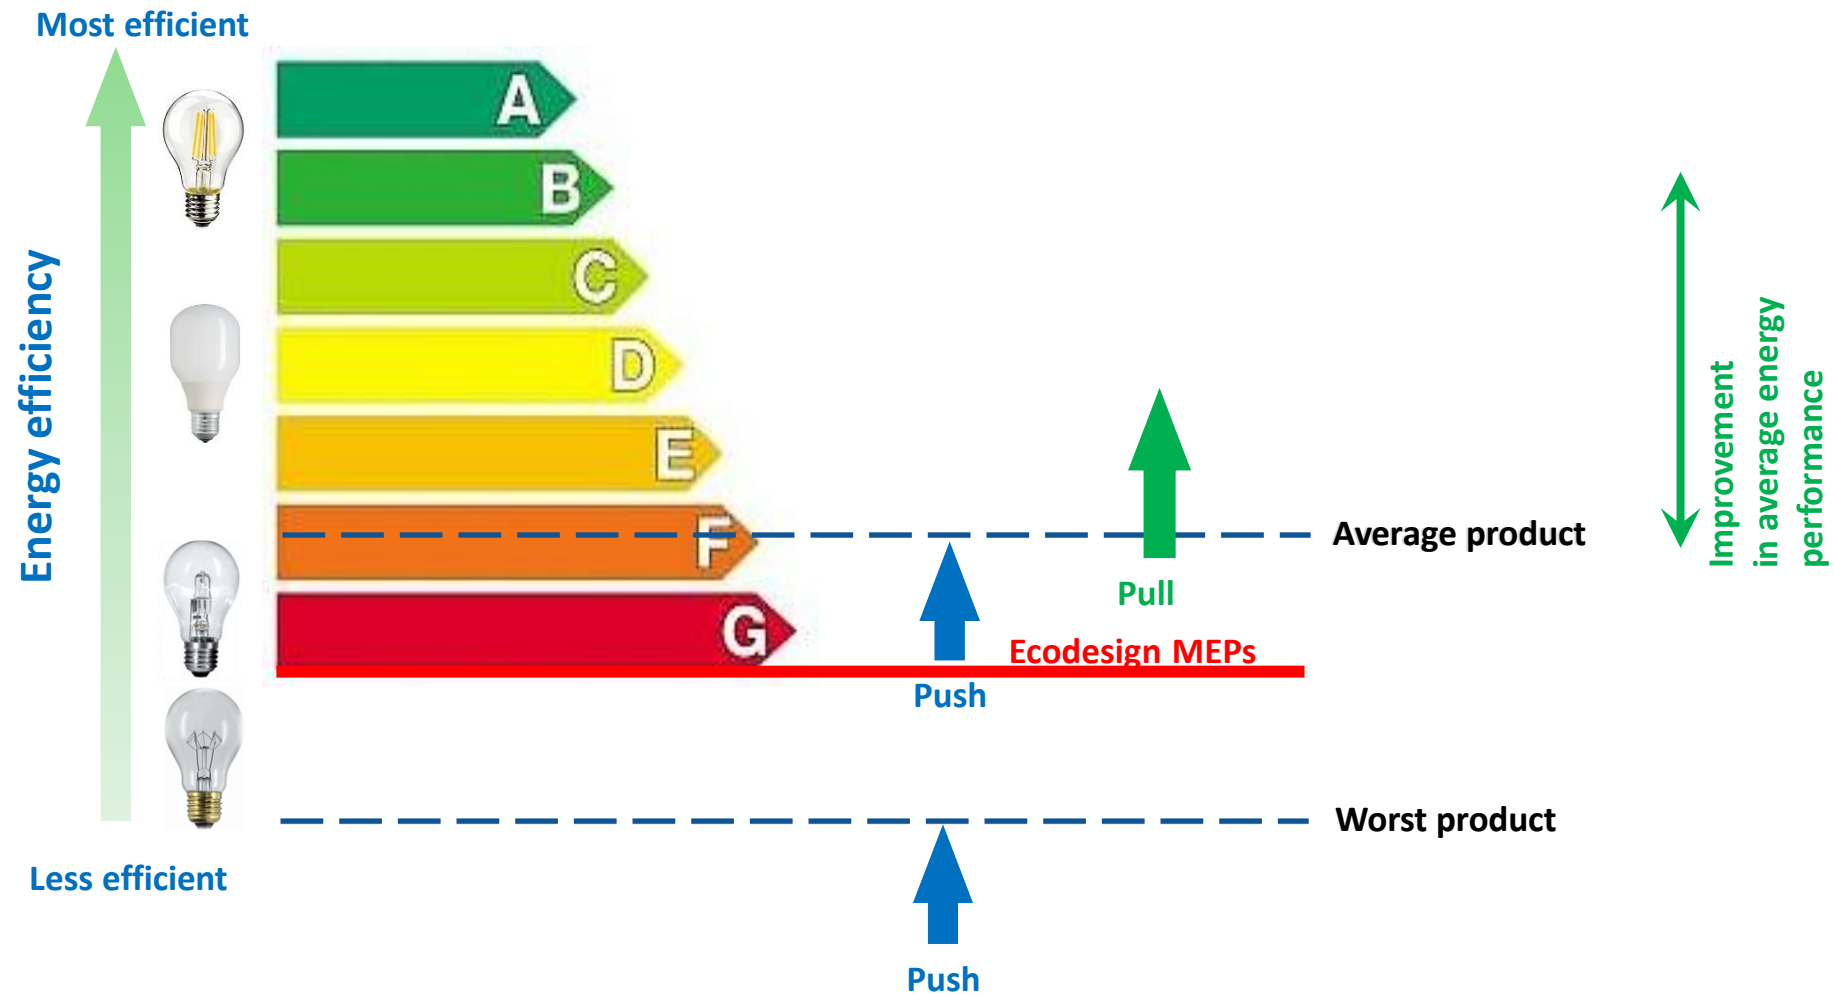 Most efficient
Energy efficiency
A
B
C
D
E
F
G
Average product
Pull
Ecodesign MEPs
Push
Worst product
Less efficient
Push
Improvement
in average energy
performance